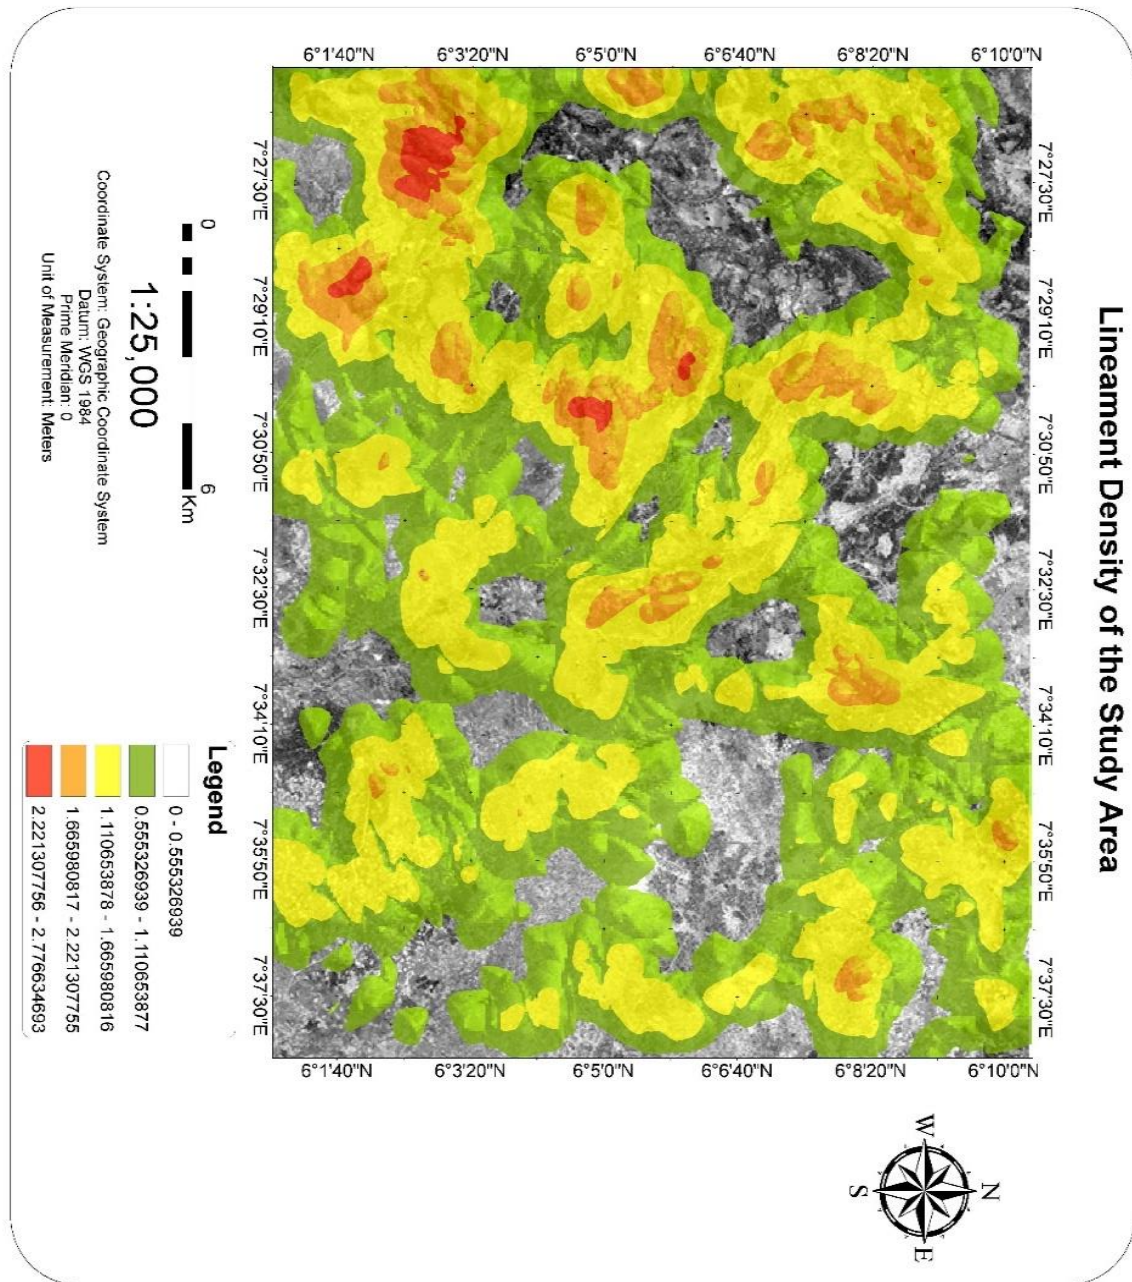 Lineament Density of the Study Area
N
W
E
S
7°27'30"E
7°29'10"E
7°30'50"E
7°32'30"E
7°34'10"E
7°35'50"E
7°37'30"E
6°10'0"N
6°10'0"N
6°8'20"N
6°8'20"N
6°6'40"N
6°6'40"N
6°5'0"N
6°5'0"N
6°3'20"N
6°3'20"N
6°1'40"N
6°1'40"N
7°27'30"E
7°29'10"E
7°30'50"E
7°32'30"E
7°34'10"E
7°35'50"E
7°37'30"E
0
6
Km
1:25,000
Coordinate System: Geographic Coordinate System
Datum: WGS 1984
Prime Meridian: 0
Unit of Measurement: Meters
Legend
0 - 0.555326939
0.555326939 - 1.110653877
1.110653878 - 1.665980816
1.665980817 - 2.221307755
2.221307756 - 2.776634693